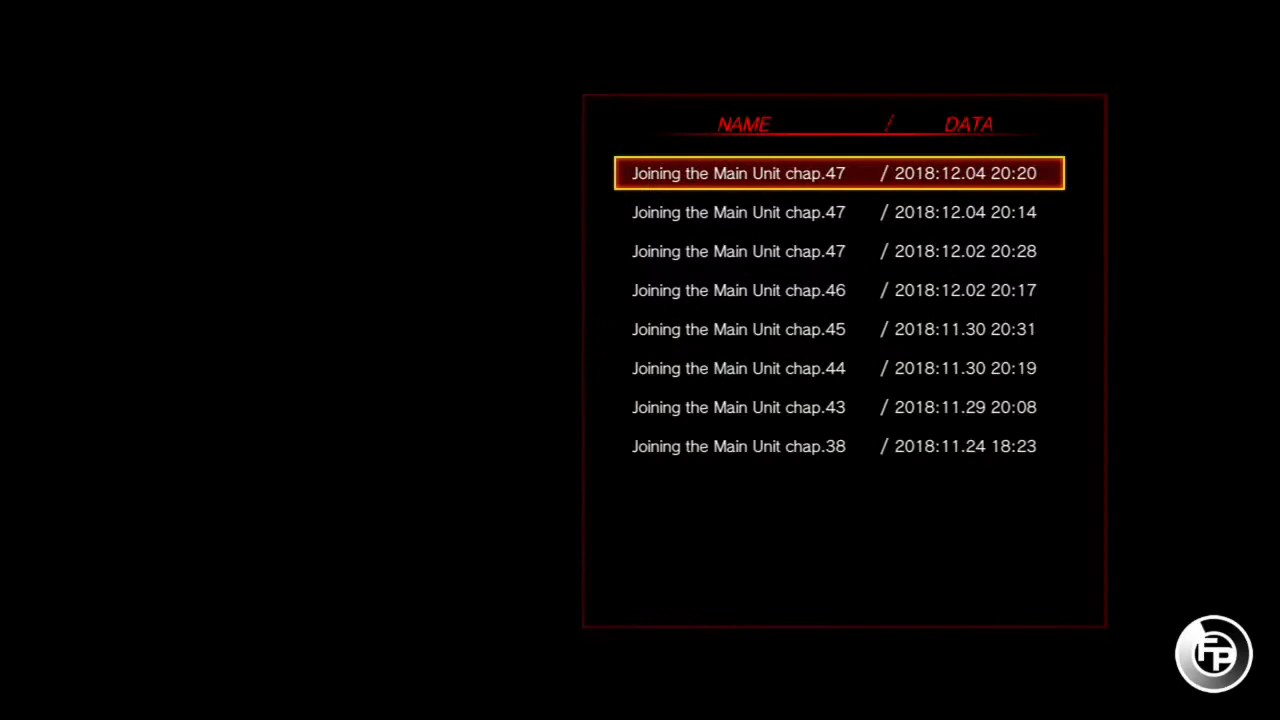 NAME / DATA
Joining the Main Unit chap.47 / 2018:12.04 20:20
Joining the Main Unit chap.47 / 2018:12.04 20:14
Joining the Main Unit chap.47 / 2018:12.02 20:28
Joining the Main Unit chap.46 / 2018:12.02 20:17
Joining the Main Unit chap.45 / 2018:11.30 20:31
Joining the Main Unit chap.44 / 2018:11.30 20:19
Joining the Main Unit chap.43 / 2018:11.29 20:08
Joining the Main Unit chap.38 / 2018:11.24 18:23
FP